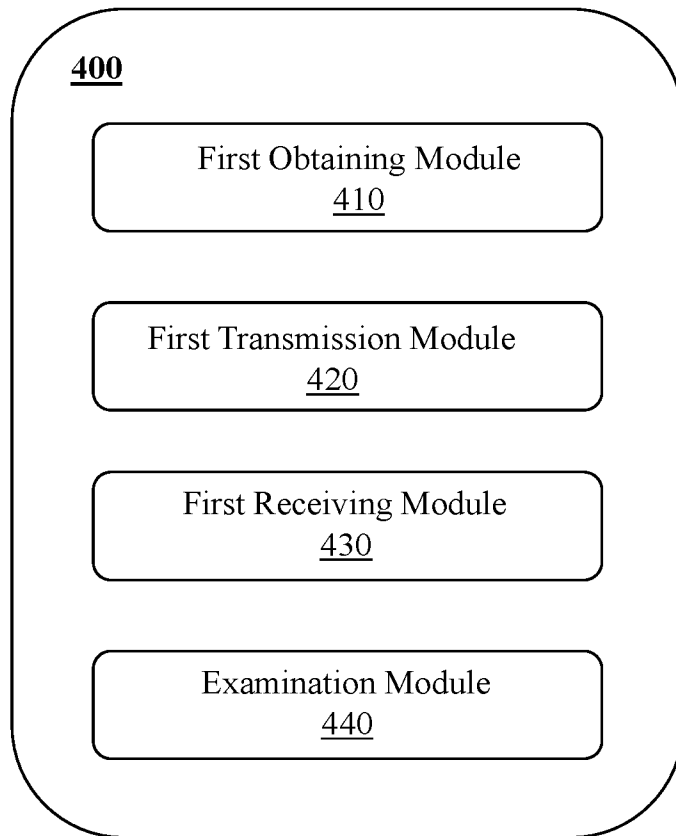 400
First Obtaining Module
410
First Transmission Module
420
First Receiving Module
430
Examination Module
440